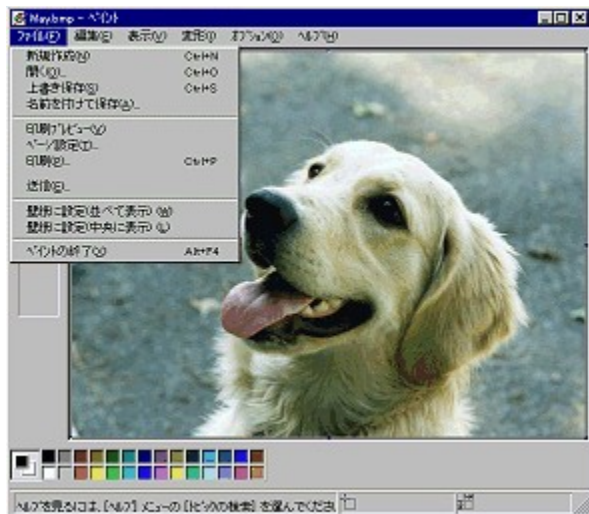 May.bmp - ペイント
ファイル(F) 編集(E) 表示(V) 変形(I) オプション(O) ヘルプ(H)
新規作成(N) Ctrl+N
開く(O)... Ctrl+O
上書き保存(S) Ctrl+S
名前を付けて保存(A)...
印刷プレビュー(V)
ページ設定(T)...
印刷(P)... Ctrl+P
送信(E)...
壁紙に設定(並べて表示) (W)
壁紙に設定(中央に表示) (L)
ペイントの終了(X) Alt+F4
ヘルプを見るには、[ヘルプ] メニューの [トピックの検索] を選んでくださ